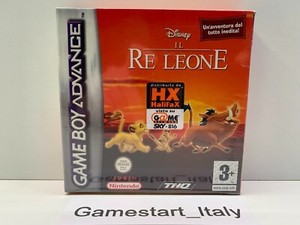 GAME BOY ADVANCE
Un'avventura del
tutto inedita!
Disney
IL
RE LEONE
HX
HalifaX
GAME
SKY 816
3+
Nintendo
THQ
Gamestart_Italy